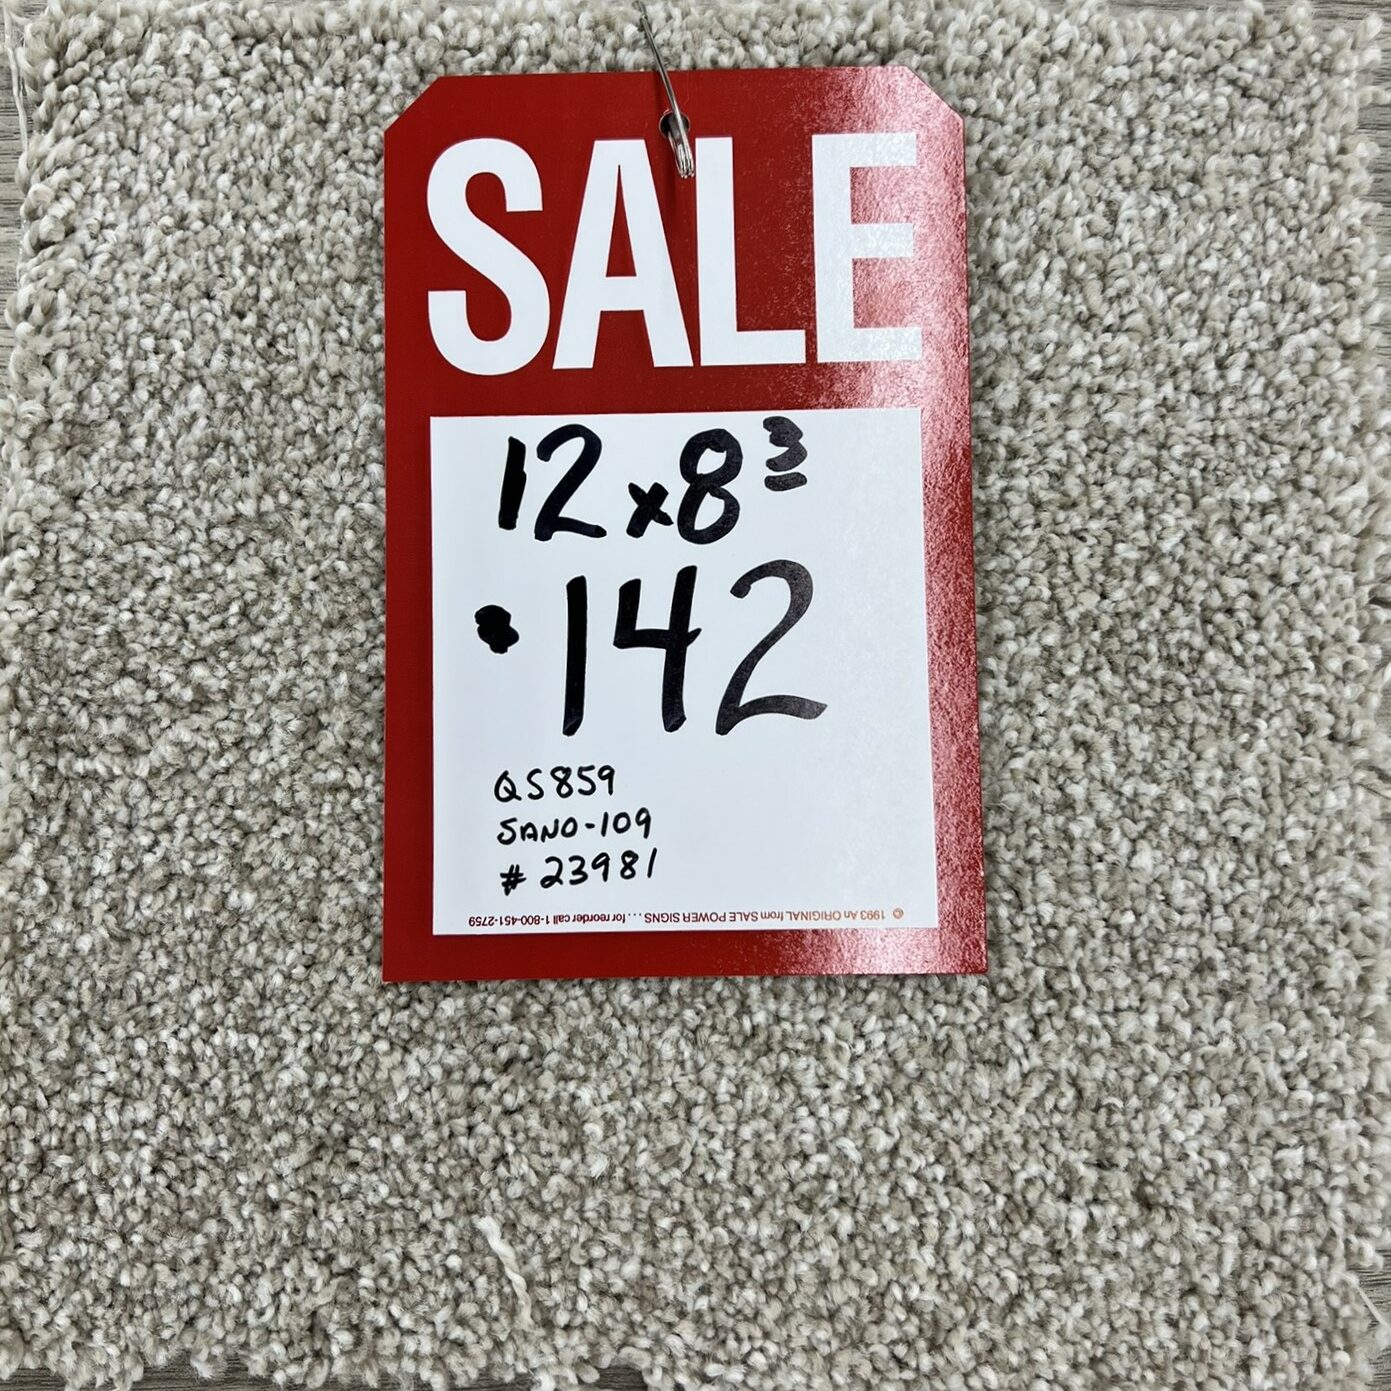 SALE
12x8³
142
QS859
SAND-109
# 23981
© 1993 An ORIGINAL from SALE POWER SIGNS . . . . for reorder call 1-800-451-2759